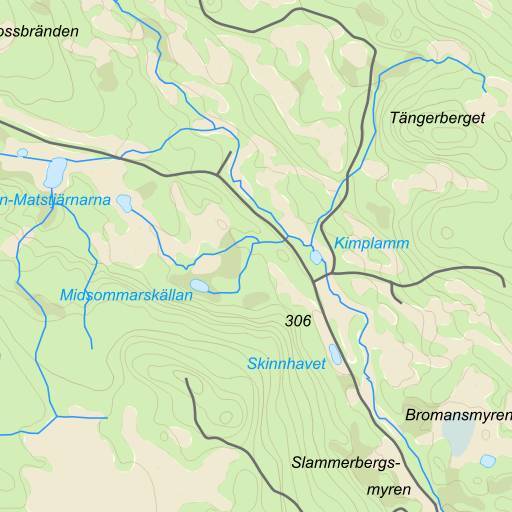 ossbränden
Tängerberget
n-Matstjärnarna
Kimplamm
Midsommarskällan
306
Skinnhavet
Bromansmyren
Slammerbergs-
myren